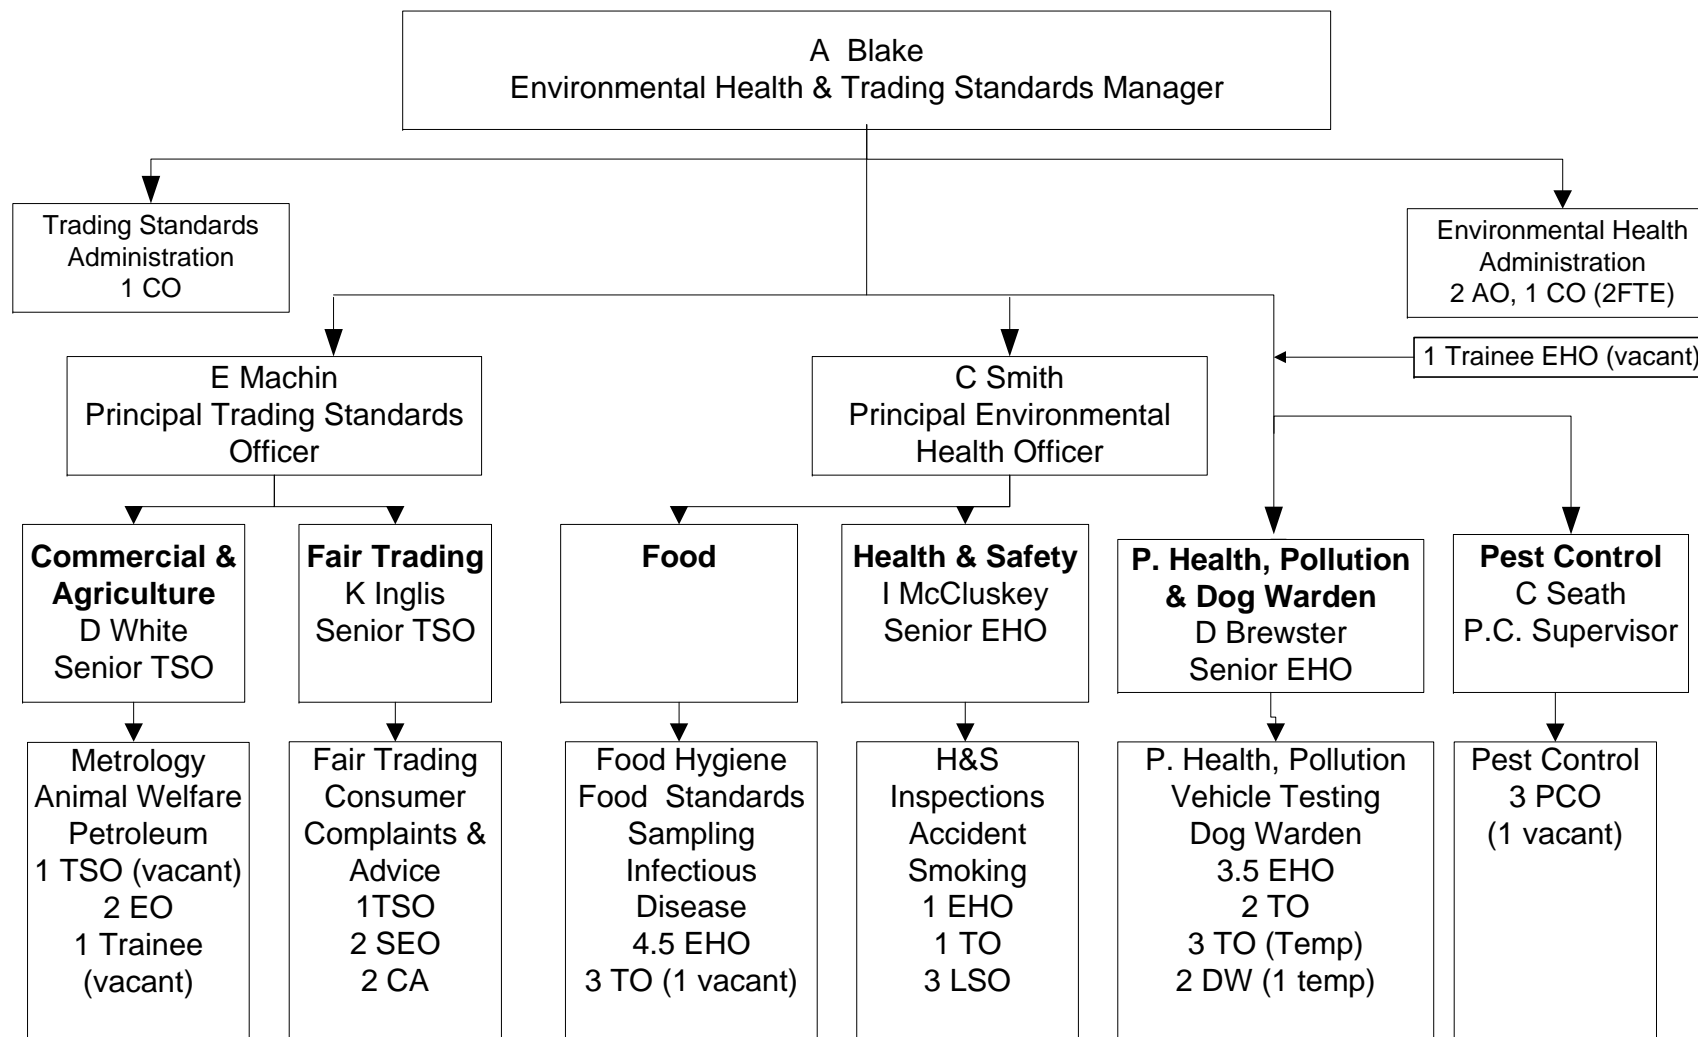 A  Blake
Environmental Health & Trading Standards Manager
Trading Standards
Administration
1 CO
Environmental Health
Administration
2 AO, 1 CO (2FTE)
1 Trainee EHO (vacant)
E Machin
Principal Trading Standards
Officer
C Smith
Principal Environmental
Health Officer
Commercial &
Agriculture
D White
Senior TSO
Fair Trading
K Inglis
Senior TSO
Food
Health & Safety
I McCluskey
Senior EHO
P. Health, Pollution
& Dog Warden
D Brewster
Senior EHO
Pest Control
C Seath
P.C. Supervisor
Metrology
Animal Welfare
Petroleum
1 TSO (vacant)
2 EO
1 Trainee
(vacant)
Fair Trading
Consumer
Complaints &
Advice
1TSO
2 SEO
2 CA
Food Hygiene
Food  Standards
Sampling
Infectious
Disease
4.5 EHO
3 TO (1 vacant)
H&S
Inspections
Accident
Smoking
1 EHO
1 TO
3 LSO
P. Health, Pollution
Vehicle Testing
Dog Warden
3.5 EHO
2 TO
3 TO (Temp)
2 DW (1 temp)
Pest Control
3 PCO
(1 vacant)